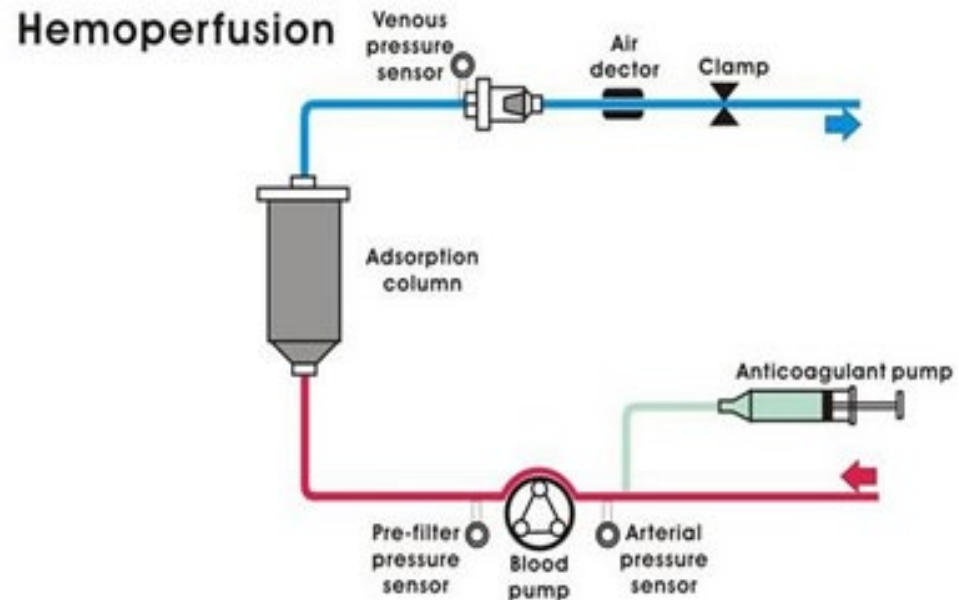 Hemoperfusion
Venous
pressure
sensor
Air
dector
Clamp
Adsorption
column
Anticoagulant pump
Pre-filter
pressure
sensor
Blood
pump
Arterial
pressure
sensor